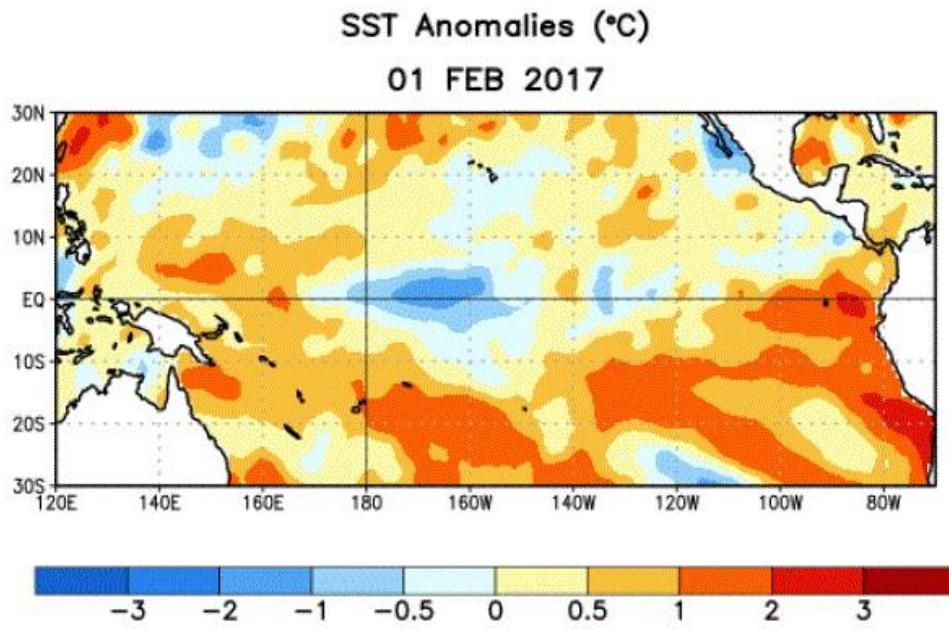 SST Anomalies (°C)
01 FEB 2017
30N
20N
10N
EQ
10S
20S
30S
120E 140E 160E 180 160W 140W 120W 100W 80W
-3 -2 -1 -0.5 0 0.5 1 2 3